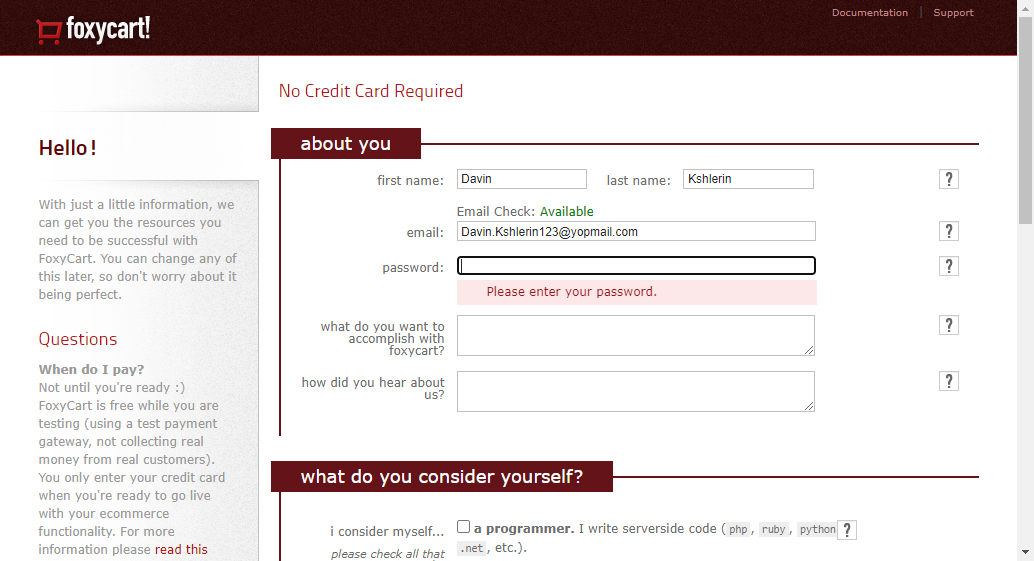 foxycart!
Documentation | Support
No Credit Card Required
Hello!
With just a little information, we
can get you the resources you
need to be successful with
FoxyCart. You can change any of
this later, so don't worry about it
being perfect.
Questions
When do I pay?
Not until you're ready :)
FoxyCart is free while you are
testing (using a test payment
gateway, not collecting real
money from real customers).
You only enter your credit card
when you're ready to go live
with your ecommerce
functionality. For more
information please read this
about you
first name: Davin last name: Kshlerin ?
Email Check: Available
email: Davin.Kshlerin123@yopmail.com ?
password: ?
Please enter your password.
what do you want to
accomplish with
foxycart?
?
how did you hear about
us?
?
what do you consider yourself?
i consider myself...
please check all that
a programmer. I write serverside code (php, ruby, python ?
.net, etc.).